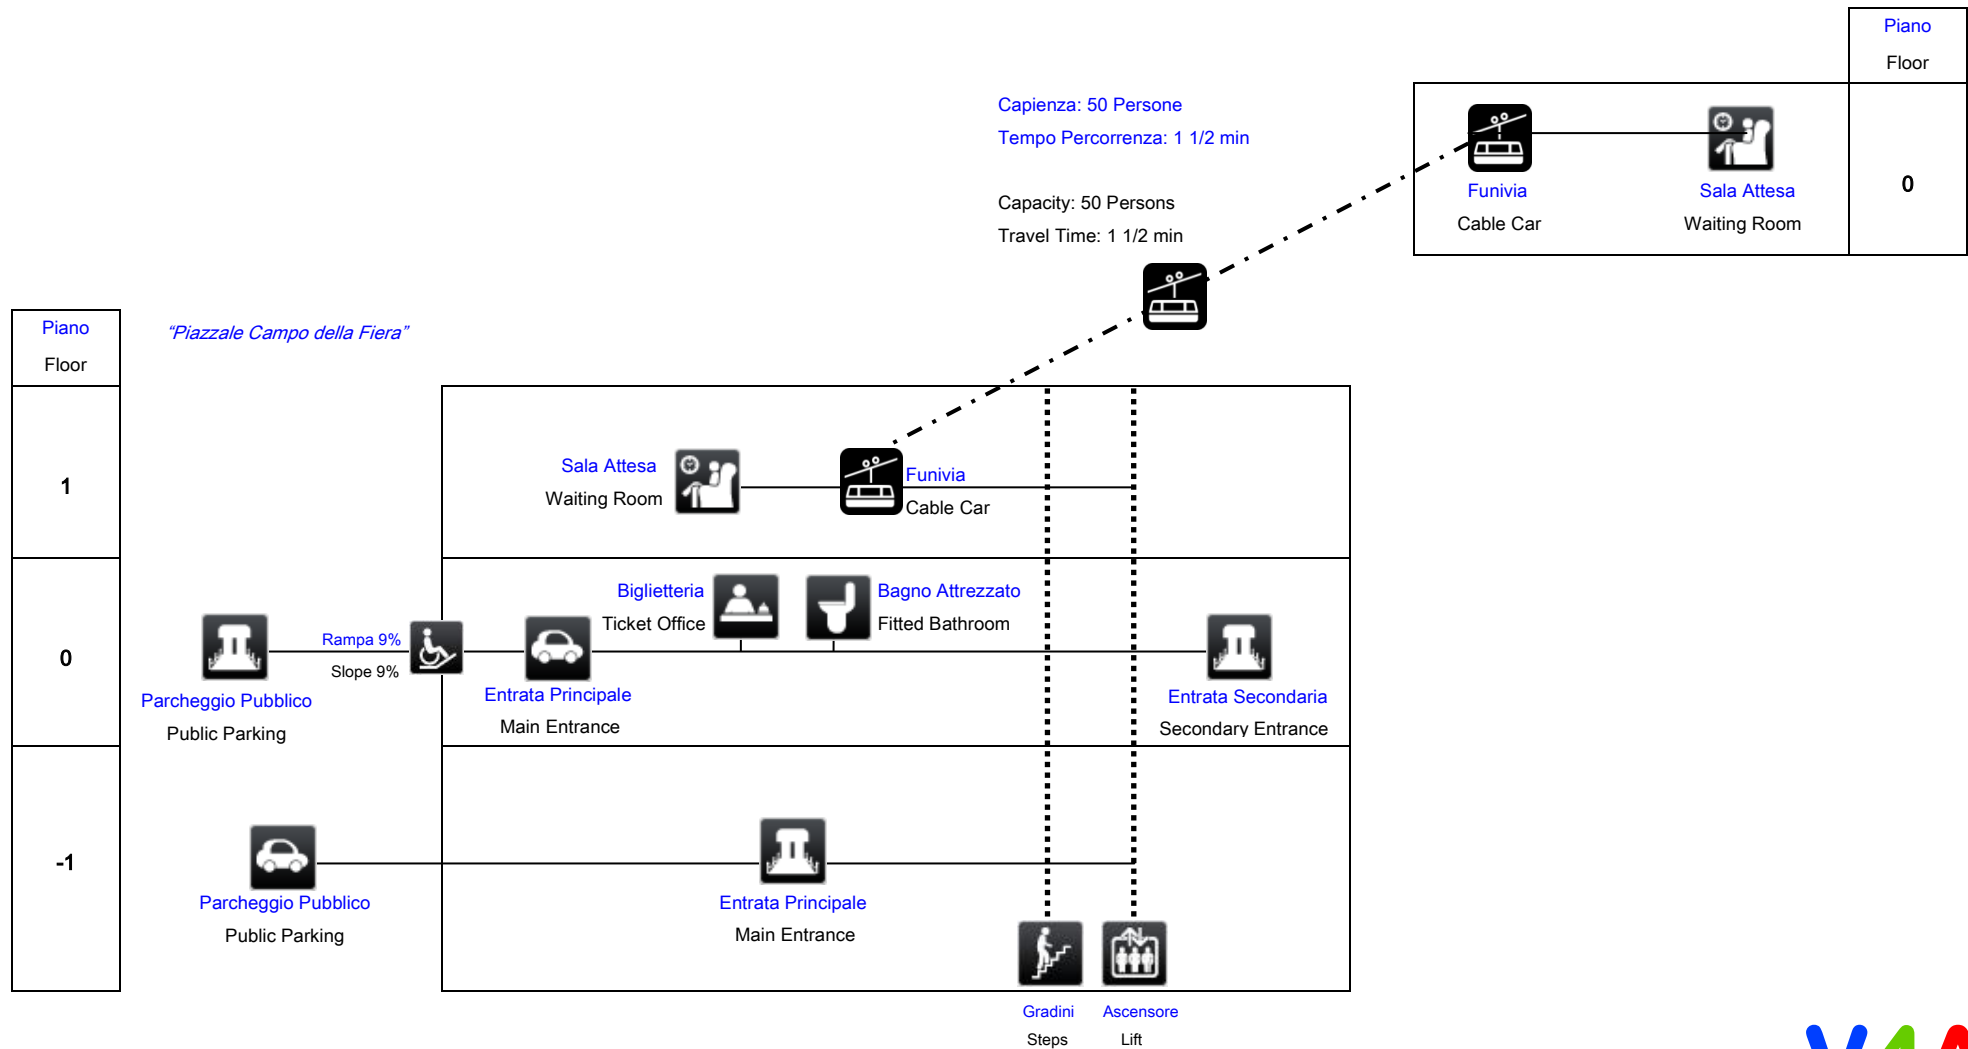 Piano
Floor
Capienza: 50 Persone
Tempo Percorrenza: 1 1/2 min
Capacity: 50 Persons
Travel Time: 1 1/2 min
Funivia
Cable Car
Sala Attesa
Waiting Room
0
Piano
Floor
“Piazzale Campo della Fiera”
1
Sala Attesa
Waiting Room
Funivia
Cable Car
0
Parcheggio Pubblico
Public Parking
Rampa 9%
Slope 9%
Entrata Principale
Main Entrance
Biglietteria
Ticket Office
Bagno Attrezzato
Fitted Bathroom
Entrata Secondaria
Secondary Entrance
-1
Parcheggio Pubblico
Public Parking
Entrata Principale
Main Entrance
Gradini
Steps
Ascensore
Lift